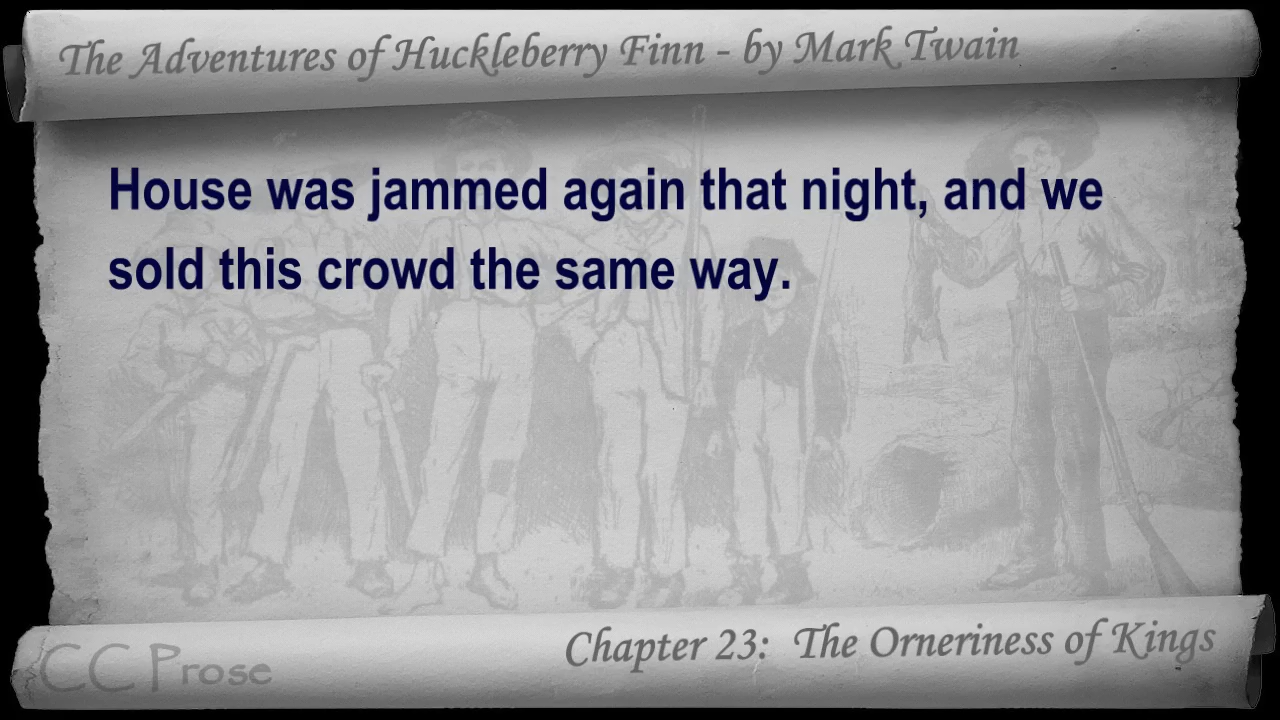 The Adventures of Huckleberry Finn - by Mark Twain
House was jammed again that night, and we
sold this crowd the same way.
Chapter 23: The Orneriness of Kings
CC Prose